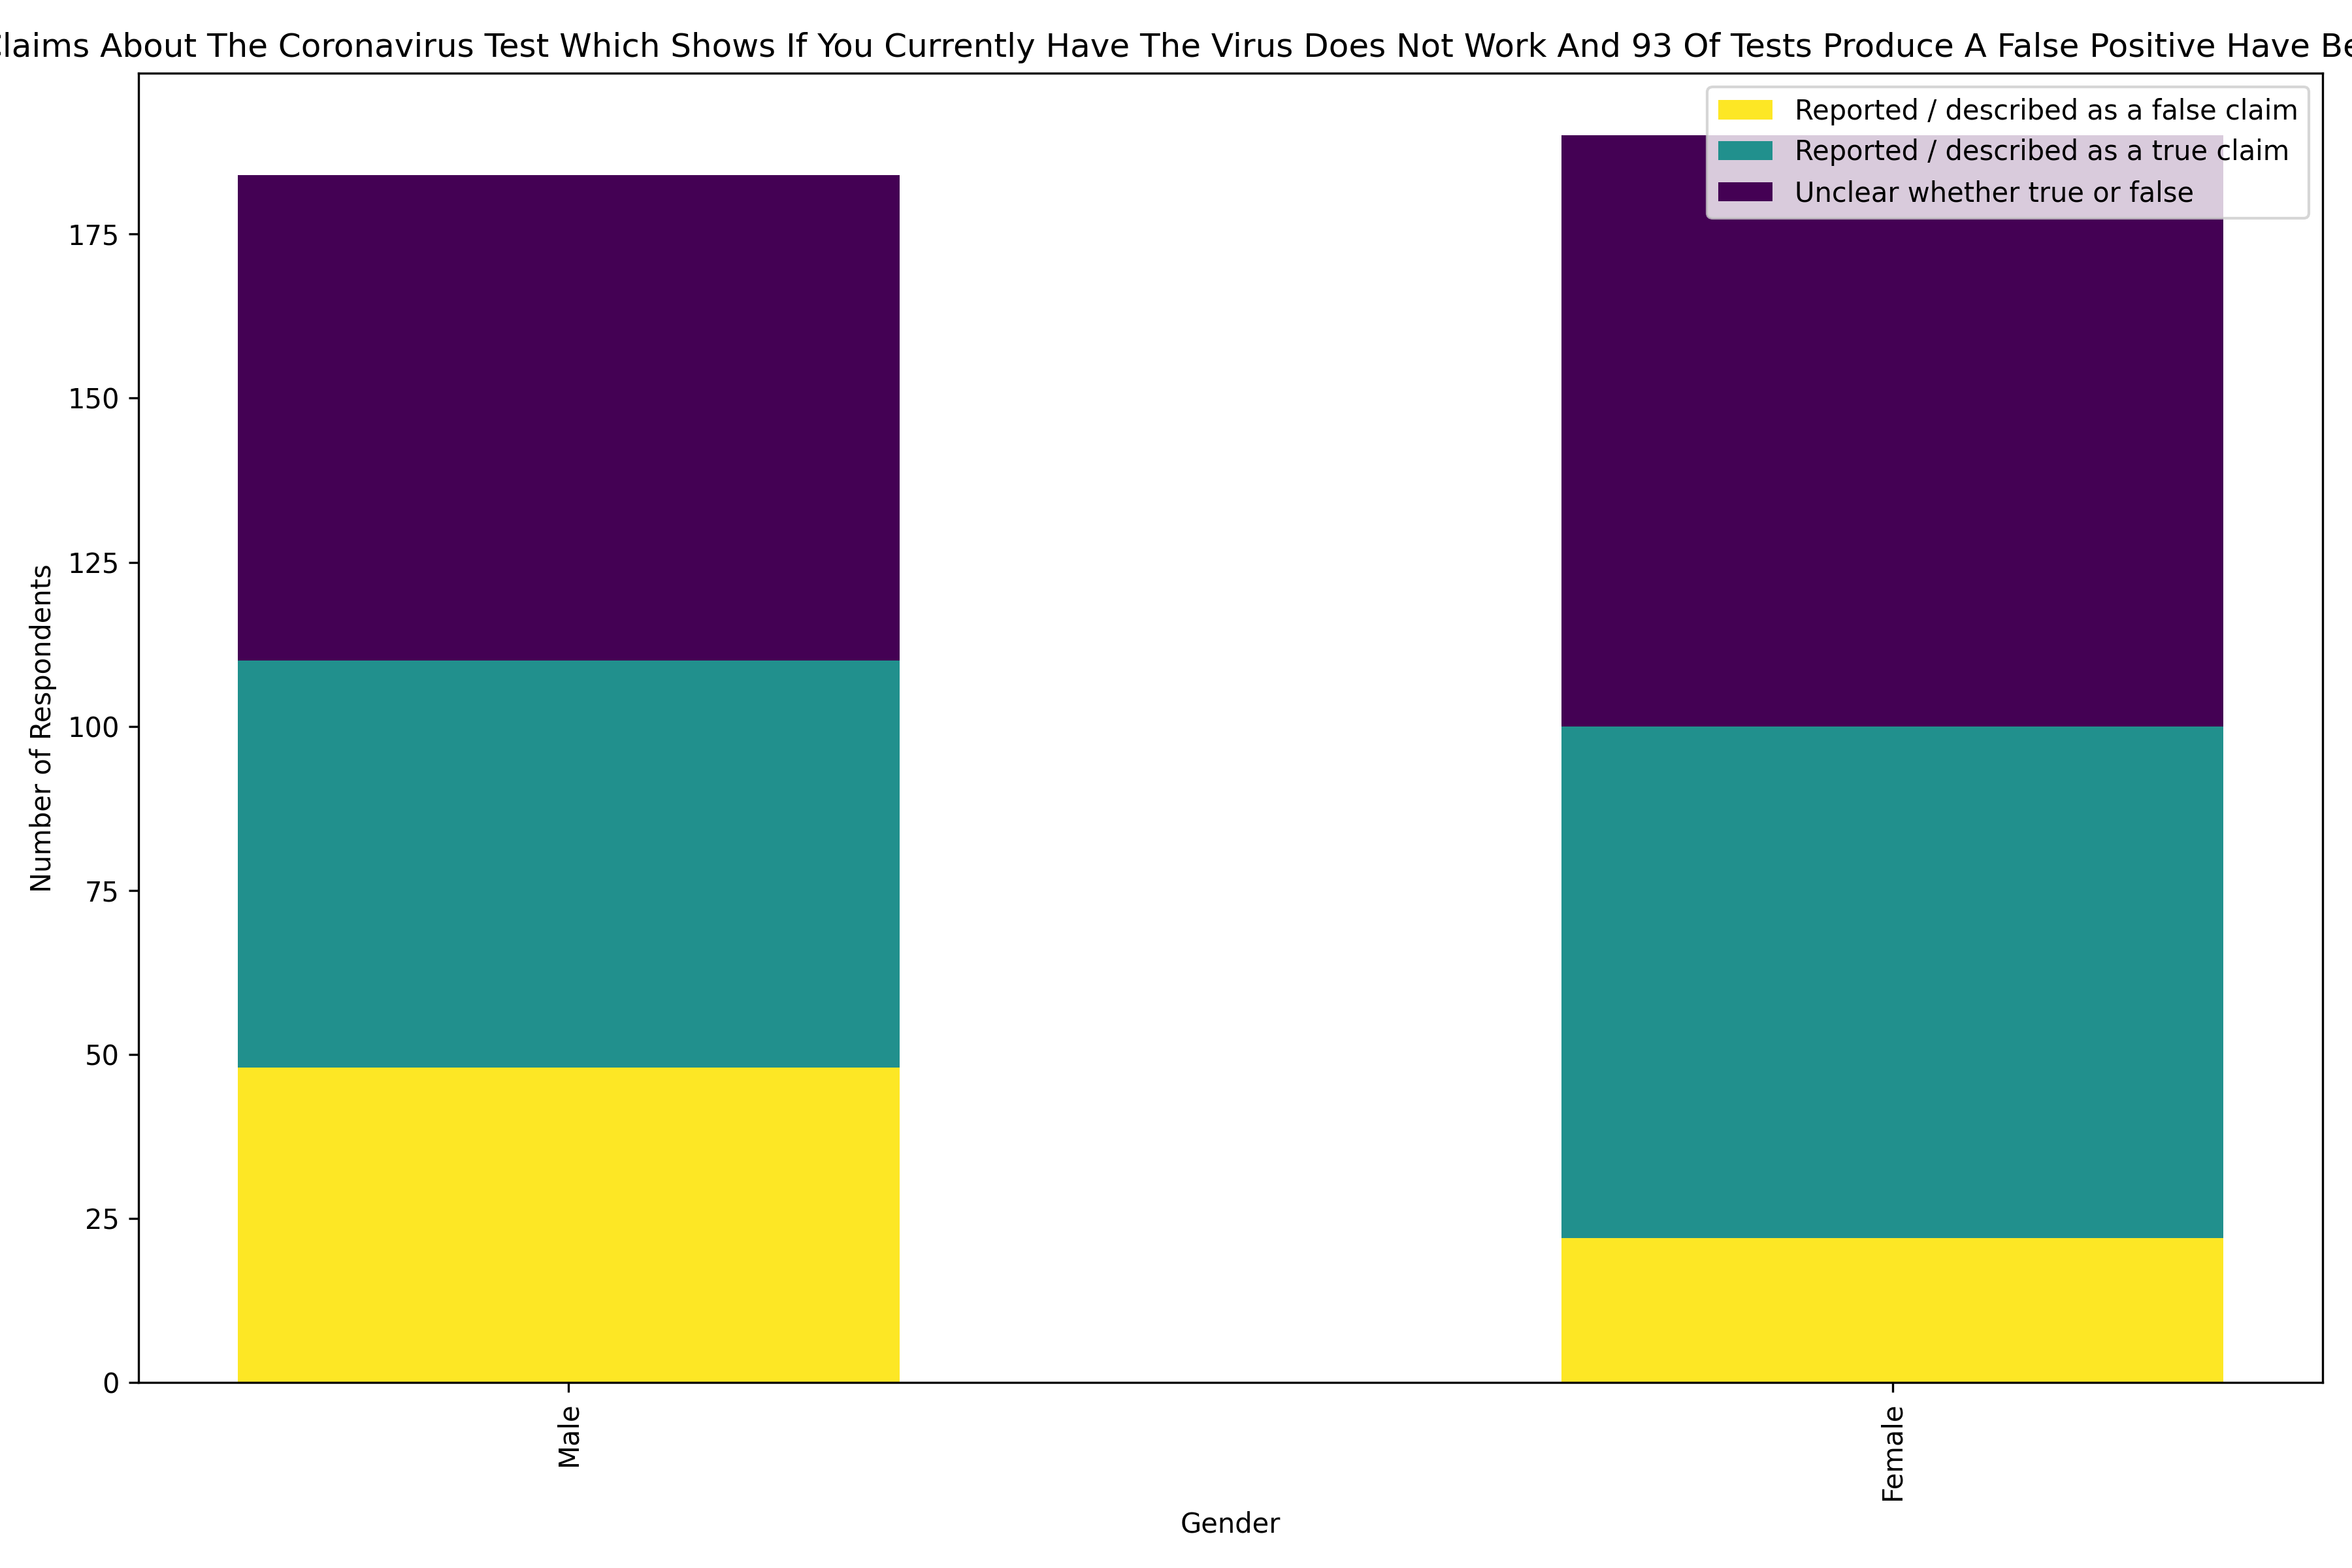 About The Coronavirus Test Which Shows If You Currently Have The Virus Does Not Work And 93 Of Tests Produce A False Positive Have
Reported / described as a false claim
Reported / described as a true claim
Unclear whether true or false
175
150
125
100
75
50
25
0
Number of Respondents
Male
Female
Gender